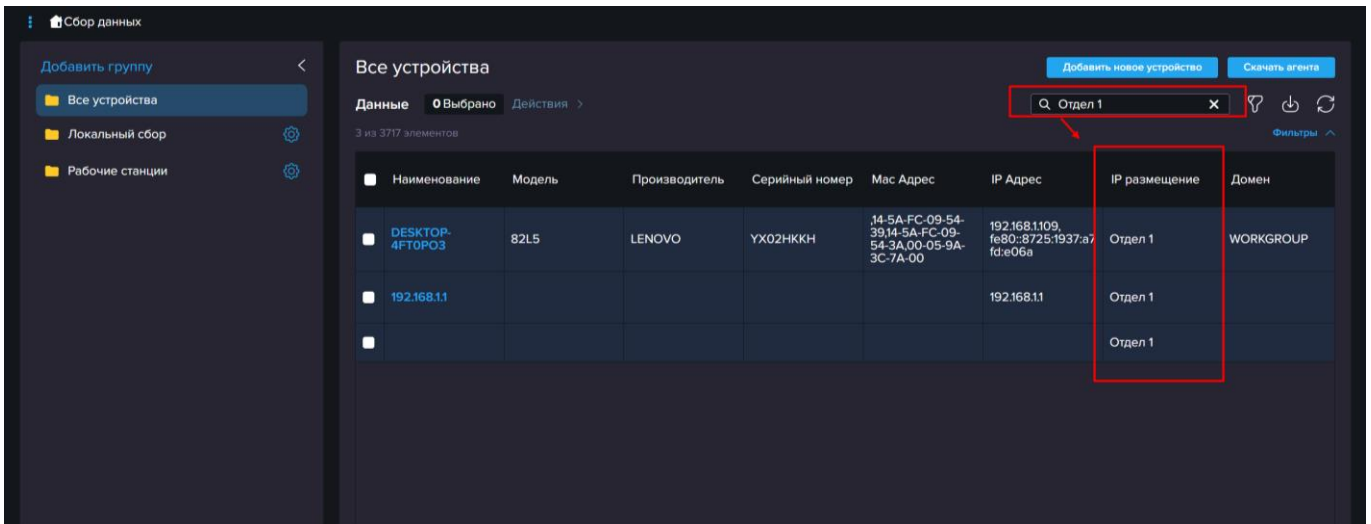 Сбор данных
Добавить группу
Все устройства
Локальный сбор
Рабочие станции
Все устройства
Добавить новое устройство
Скачать агента
Данные
0 Выбрано
Действия
Отдел 1
3 из 3717 элементов
Фильтры
Наименование
Модель
Производитель
Серийный номер
Мас Адрес
IP Адрес
IP размещение
Домен
DESKTOP-
4FT0PO3
82L5
LENOVO
YX02HKKH
,14-5A-FC-09-54-
39,14-5A-FC-09-
54-3A,00-05-9A-
3C-7A-00
192.168.1.109,
fe80::8725:1937:a7
fd:e06a
Отдел 1
WORKGROUP
192.168.1.1
192.168.1.1
Отдел 1
Отдел 1